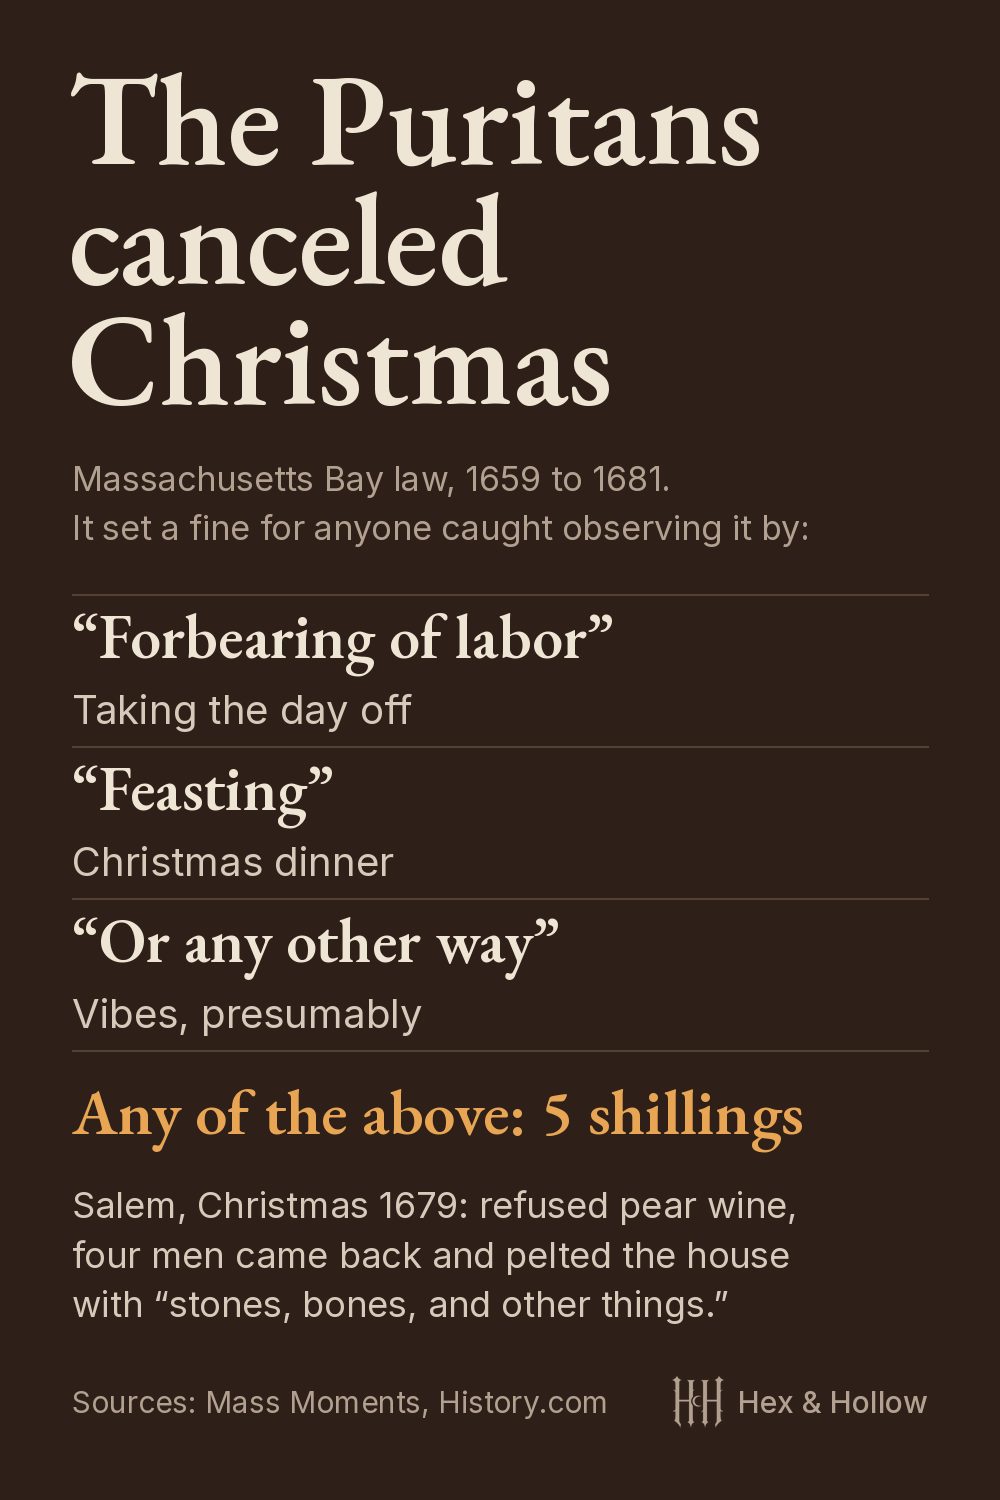 The Puritans
canceled
Christmas
Massachusetts Bay law, 1659 to 1681.
It set a fine for anyone caught observing it by:
“Forbearing of labor”
Taking the day off
“Feasting”
Christmas dinner
“Or any other way”
Vibes, presumably
Any of the above: 5 shillings
Salem, Christmas 1679: refused pear wine,
four men came back and pelted the house
with “stones, bones, and other things.”
Sources: Mass Moments, History.com
HCH Hex & Hollow